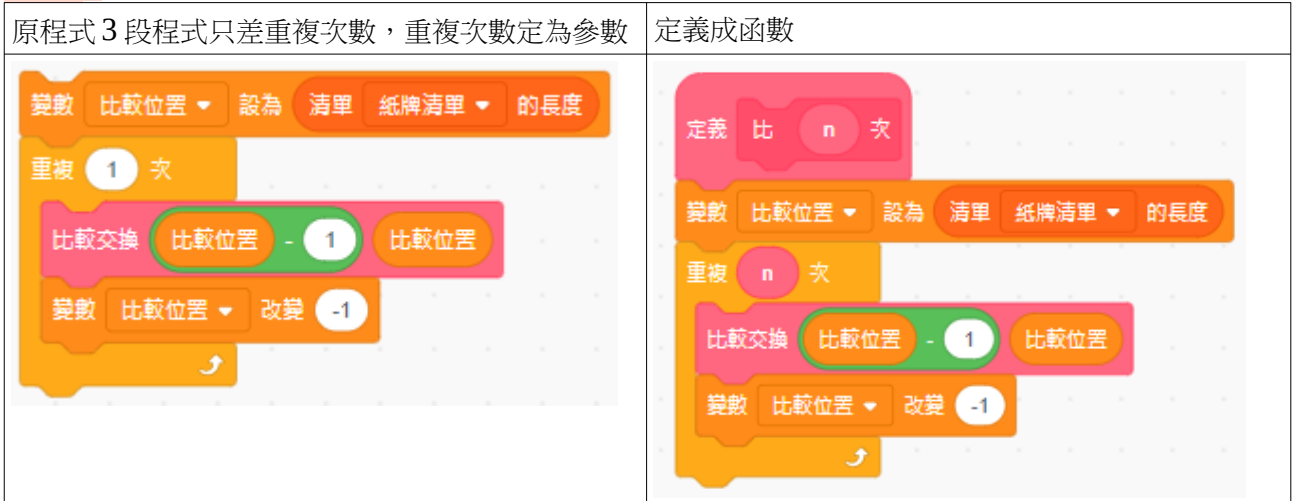 原程式 3 段程式只差重複次數，重複次數定為參數
定義成函數
變數 比較位置 設為 清單 紙牌清單 的長度
重複 1 次
比較交換 比較位置 - 1 比較位置
變數 比較位置 改變 -1
定義 比 n 次
變數 比較位置 設為 清單 紙牌清單 的長度
重複 n 次
比較交換 比較位置 - 1 比較位置
變數 比較位置 改變 -1